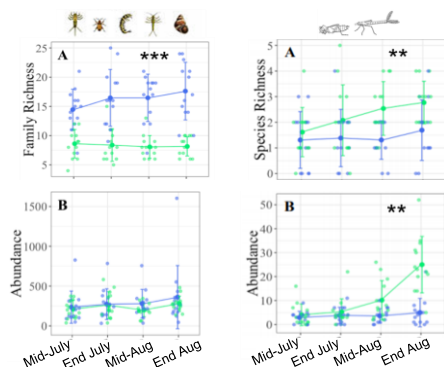 A
***
Family Richness
25
20
15
10
5
A
**
Species Richness
5
4
3
2
1
0
B
Abundance
1500
1000
500
0
Mid-July
End July
Mid-Aug
End Aug
B
**
Abundance
50
40
30
20
10
0
Mid-July
End July
Mid-Aug
End Aug